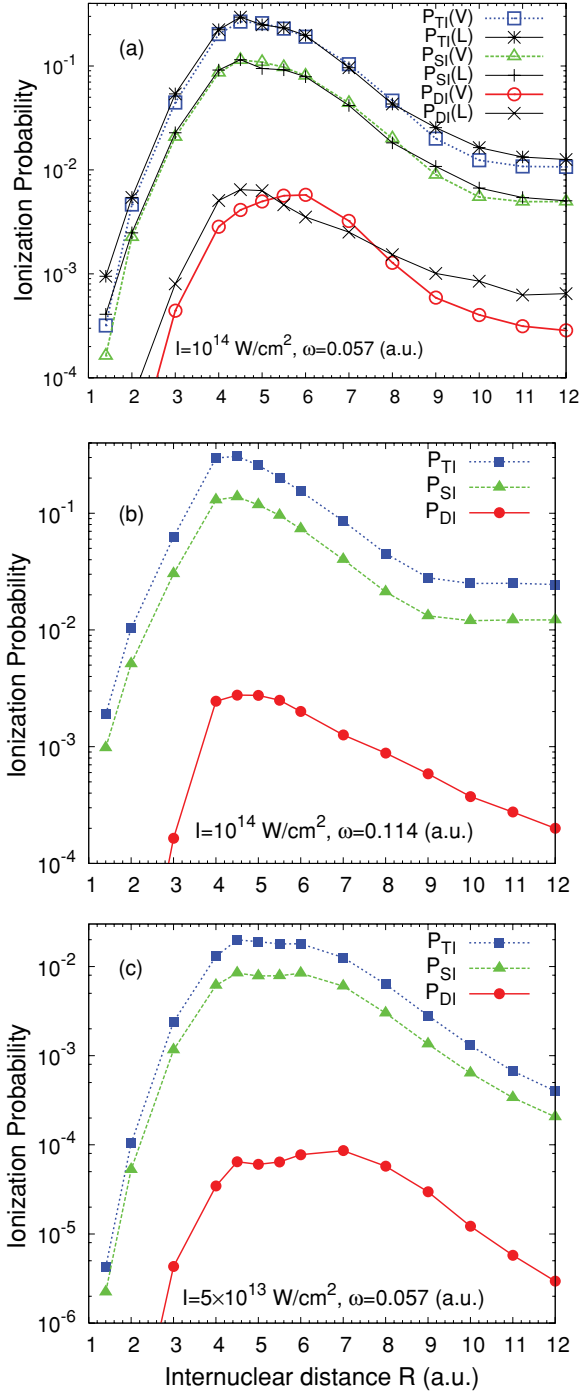 (a)
P_TI(V)
P_TI(L)
P_SI(V)
P_SI(L)
P_DI(V)
P_DI(L)
Ionization Probability
10^-1
10^-2
10^-3
10^-4
I=10^14 W/cm^2, ω=0.057 (a.u.)
1 2 3 4 5 6 7 8 9 10 11 12
(b)
P_TI
P_SI
P_DI
Ionization Probability
10^-1
10^-2
10^-3
10^-4
I=10^14 W/cm^2, ω=0.114 (a.u.)
1 2 3 4 5 6 7 8 9 10 11 12
(c)
P_TI
P_SI
P_DI
Ionization Probability
10^-2
10^-3
10^-4
10^-5
10^-6
I=5×10^13 W/cm^2, ω=0.057 (a.u.)
1 2 3 4 5 6 7 8 9 10 11 12
Internuclear distance R (a.u.)